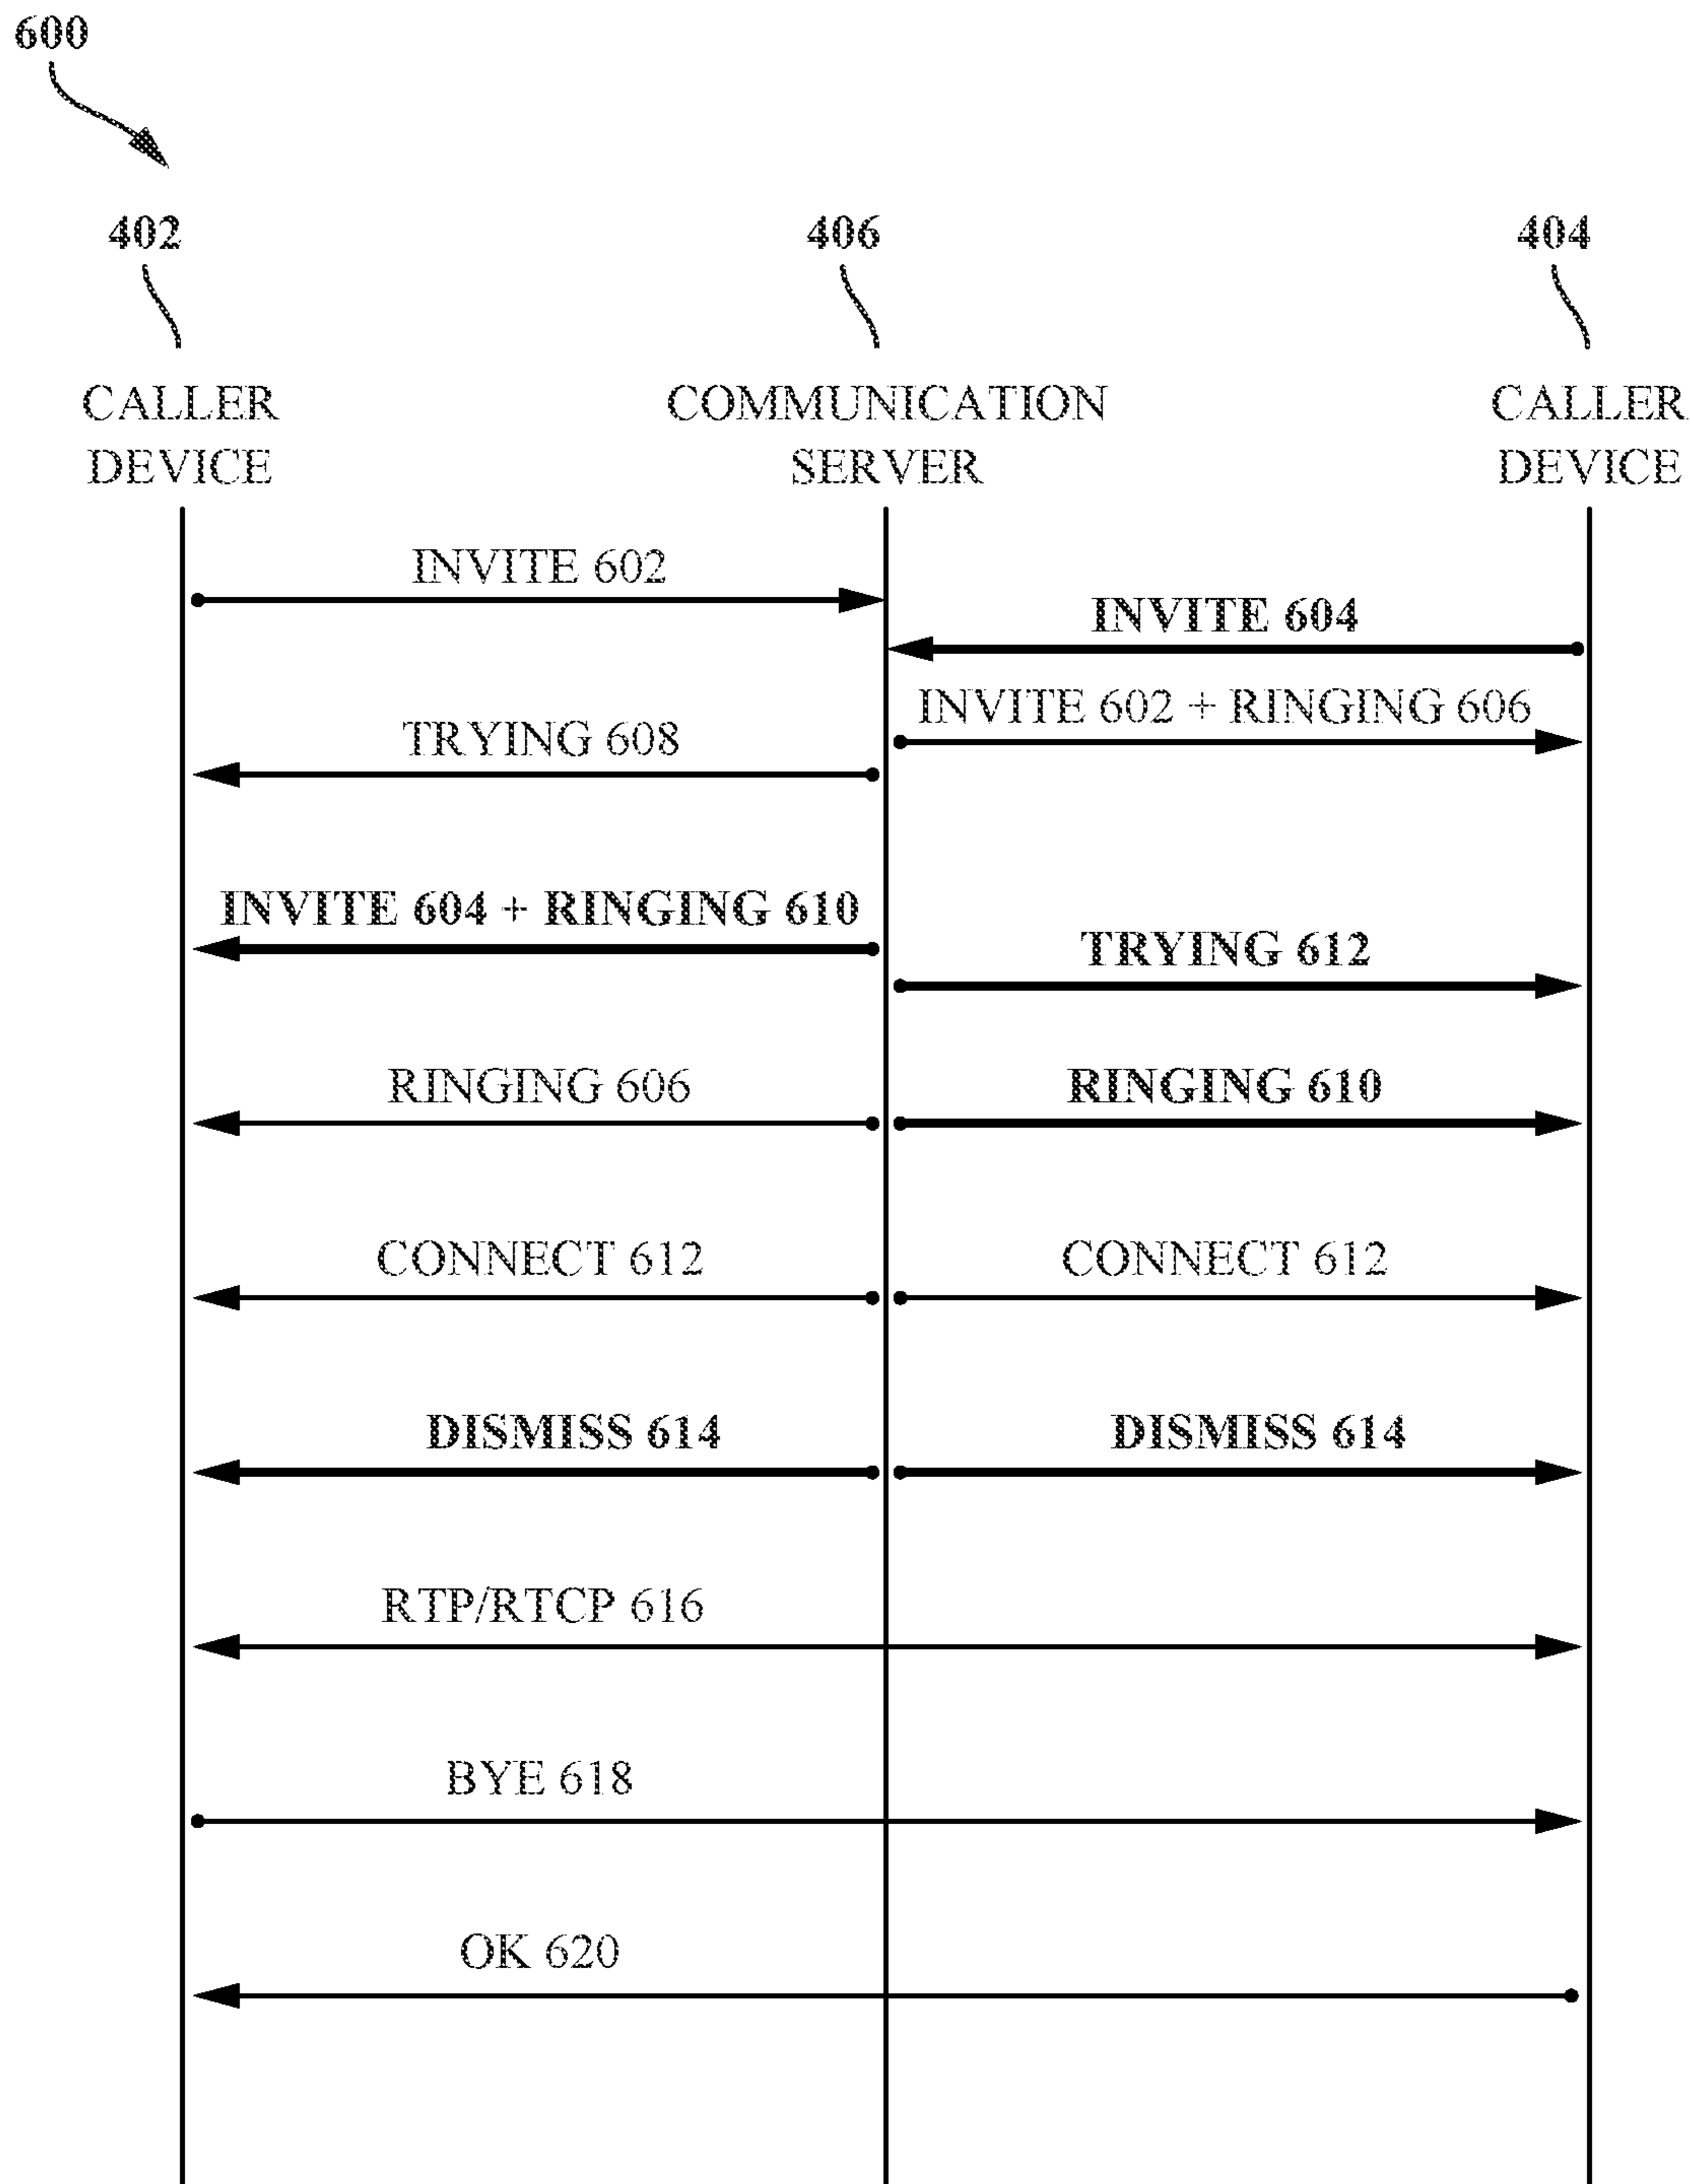 600
402
406
404
CALLER
DEVICE
COMMUNICATION
SERVER
CALLER
DEVICE
INVITE 602
INVITE 604
INVITE 602 + RINGING 606
TRYING 608
INVITE 604 + RINGING 610
TRYING 612
RINGING 606
RINGING 610
CONNECT 612
CONNECT 612
DISMISS 614
DISMISS 614
RTP/RTCP 616
BYE 618
OK 620